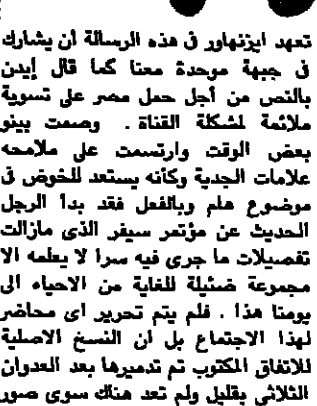 تعهد ايزنهاور فى هذه الرسالة أن يشارك
فى جبهة موحدة معنا كما قال إيدن
بالنص من أجل حمل مصر على تسوية
ملائمة لمشكلة القناة . وصمت بينو
بعض الوقت وارتسمت على ملامحه
علامات الجدية وكأنه يستعد للخوض فى
موضوع هام وبالفعل فقد بدأ الرجل
الحديث عن مؤتمر سيفر الذى مازالت
تفصيلات ما جرى فيه سرا لا يعلمه الا
مجموعة ضئيلة للغاية من الاحياء الى
يومنا هذا . فلم يتم تحرير اى محاضر
لهذا الاجتماع بل ان النسخ الاصلية
للاتفاق المكتوب تم تدميرها بعد العدوان
الثلاثى بقليل ولم تعد هناك سوى صور